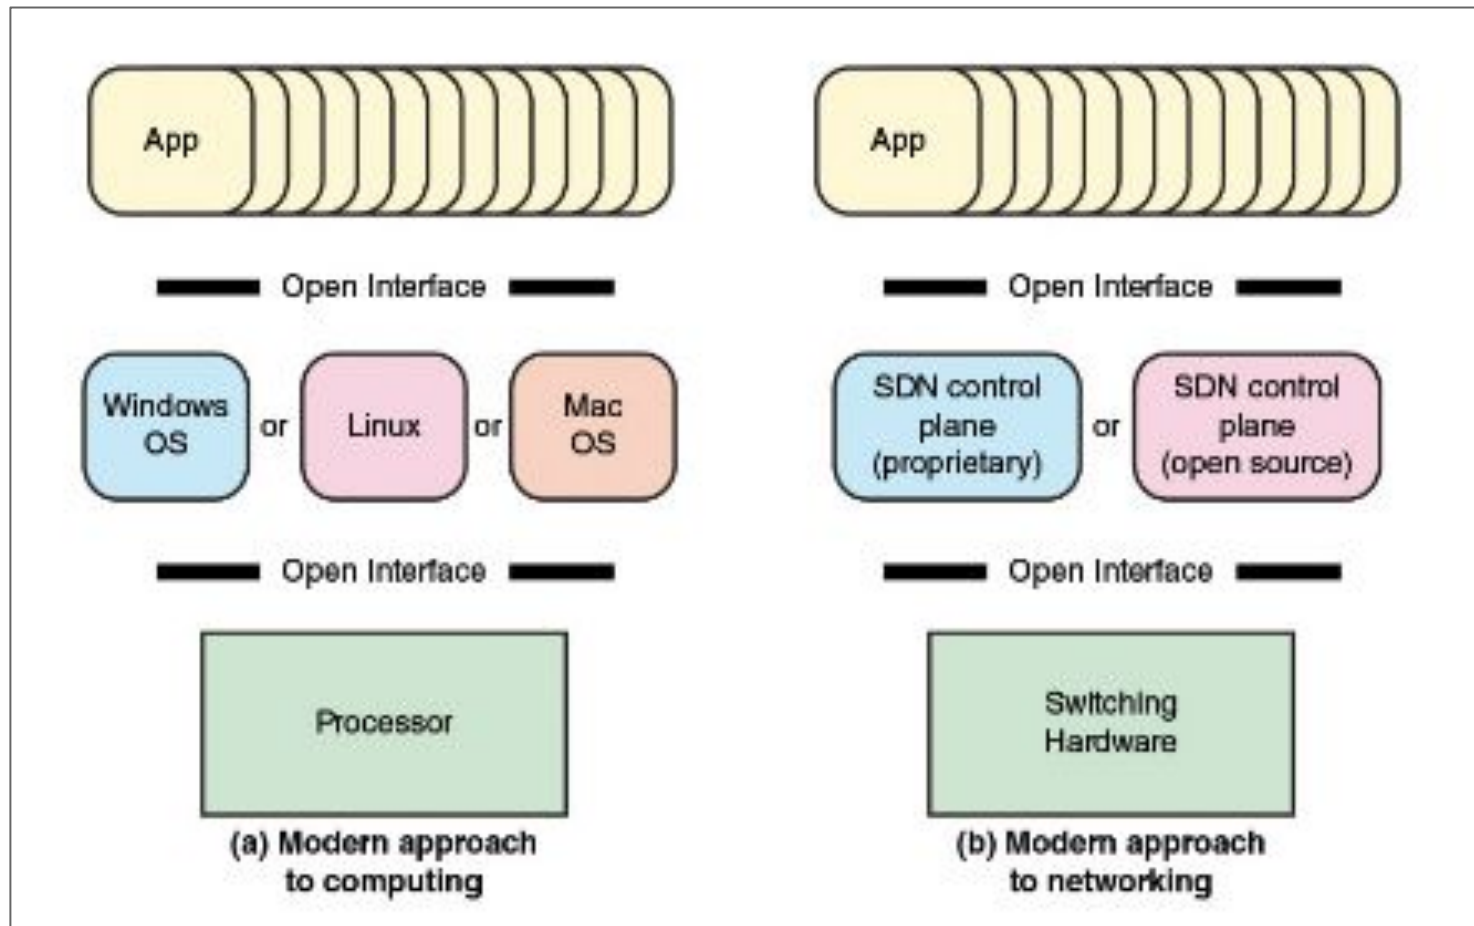 App
Open Interface
Windows
OS
or
Linux
or
Mac
OS
Open Interface
Processor
(a) Modern approach
to computing
App
Open Interface
SDN control
plane
(proprietary)
or
SDN control
plane
(open source)
Open Interface
Switching
Hardware
(b) Modern approach
to networking